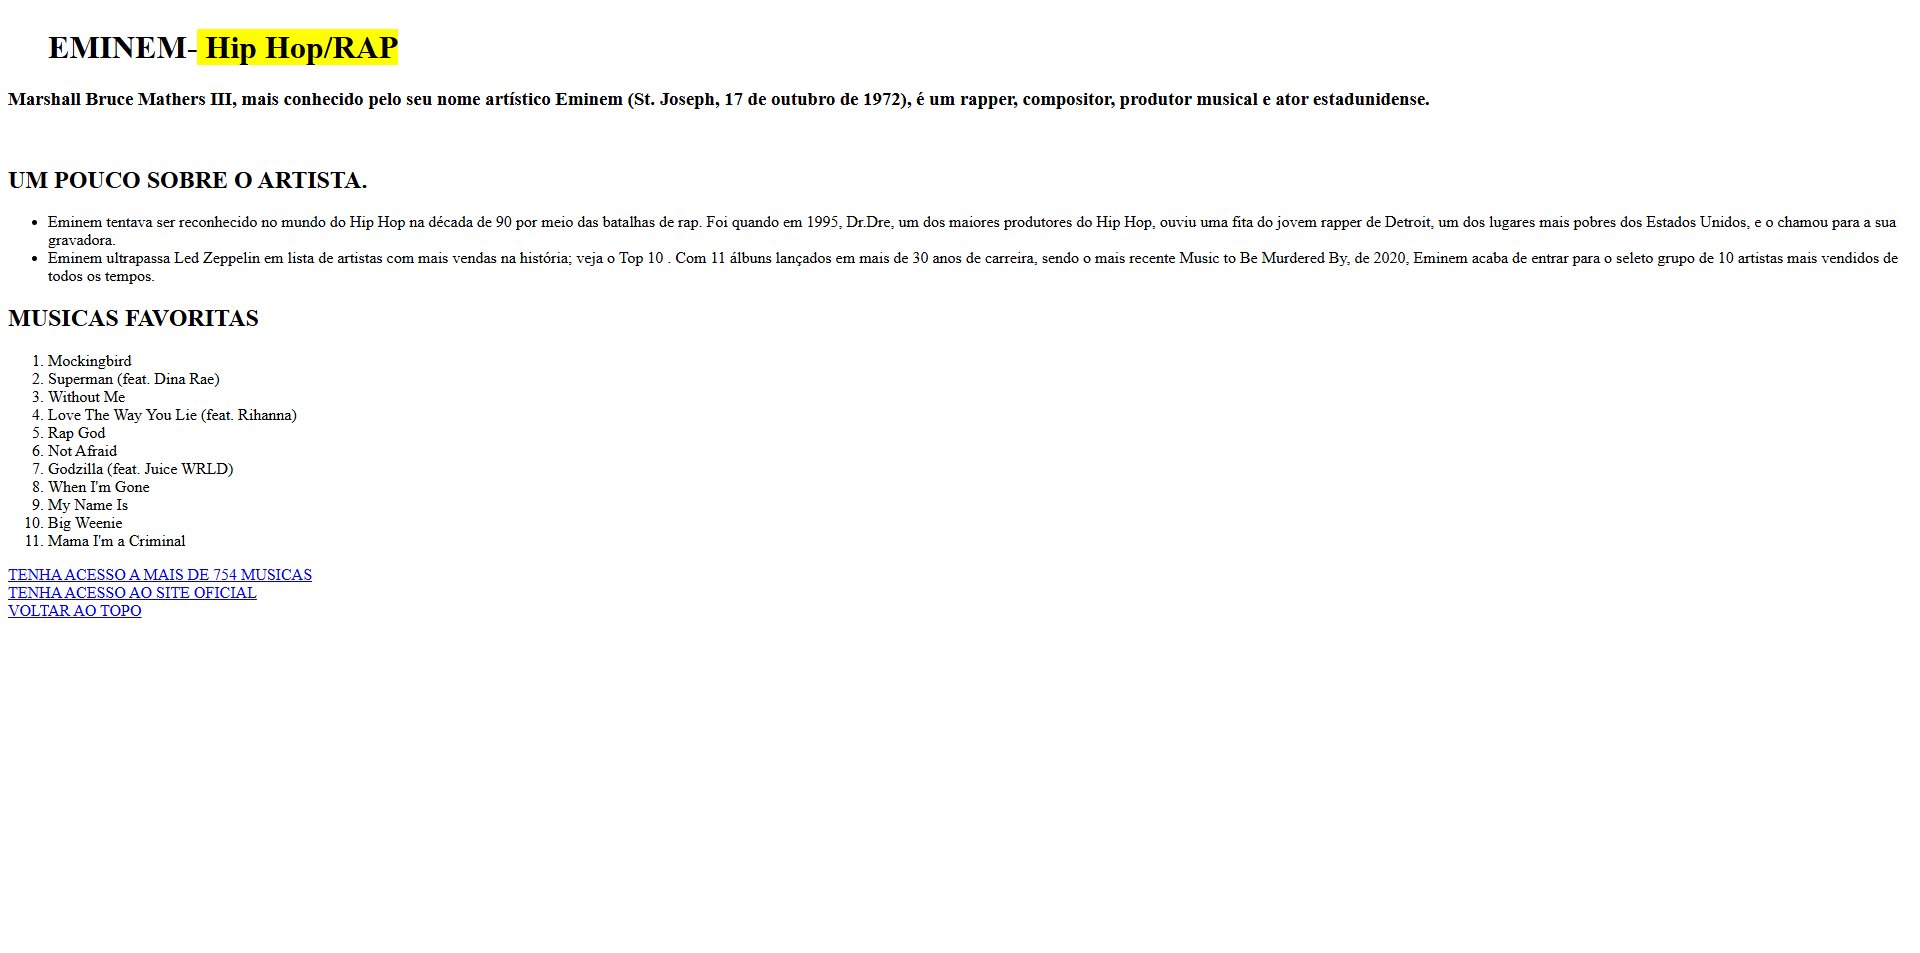 EMINEM- Hip Hop/RAP
Marshall Bruce Mathers III, mais conhecido pelo seu nome artístico Eminem (St. Joseph, 17 de outubro de 1972), é um rapper, compositor, produtor musical e ator estadunidense.
UM POUCO SOBRE O ARTISTA.
• Eminem tentava ser reconhecido no mundo do Hip Hop na década de 90 por meio das batalhas de rap. Foi quando em 1995, Dr.Dre, um dos maiores produtores do Hip Hop, ouviu uma fita do jovem rapper de Detroit, um dos lugares mais pobres dos Estados Unidos, e o chamou para a sua
gravadora.
• Eminem ultrapassa Led Zeppelin em lista de artistas com mais vendas na história; veja o Top 10 . Com 11 álbuns lançados em mais de 30 anos de carreira, sendo o mais recente Music to Be Murdered By, de 2020, Eminem acaba de entrar para o seleto grupo de 10 artistas mais vendidos de
todos os tempos.
MUSICAS FAVORITAS
1. Mockingbird
2. Superman (feat. Dina Rae)
3. Without Me
4. Love The Way You Lie (feat. Rihanna)
5. Rap God
6. Not Afraid
7. Godzilla (feat. Juice WRLD)
8. When I'm Gone
9. My Name Is
10. Big Weenie
11. Mama I'm a Criminal
TENHA ACESSO A MAIS DE 754 MUSICAS
TENHA ACESSO AO SITE OFICIAL
VOLTAR AO TOPO